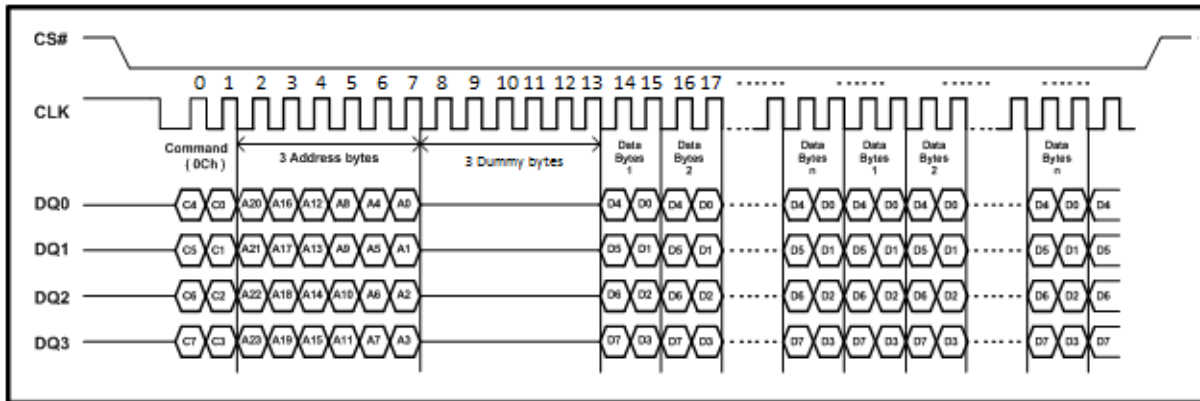 CS#
0 1 2 3 4 5 6 7 8 9 10 11 12 13 14 15 16 17
CLK
Command
( 0Ch )
3 Address bytes
3 Dummy bytes
Data
Bytes
1
Data
Bytes
2
Data
Bytes
n
Data
Bytes
1
Data
Bytes
2
Data
Bytes
n
DQ0 C4 C0 A20 A16 A12 A8 A4 A0 D4 D0 D4 D0 D4 D0 D4 D0 D4 D0 D4 D0 D4
DQ1 C5 C1 A21 A17 A13 A9 A5 A1 D5 D1 D5 D1 D5 D1 D5 D1 D5 D1 D5 D1 D5
DQ2 C6 C2 A22 A18 A14 A10 A6 A2 D6 D2 D6 D2 D6 D2 D6 D2 D6 D2 D6 D2 D6
DQ3 C7 C3 A23 A19 A15 A11 A7 A3 D7 D3 D7 D3 D7 D3 D7 D3 D7 D3 D7 D3 D7